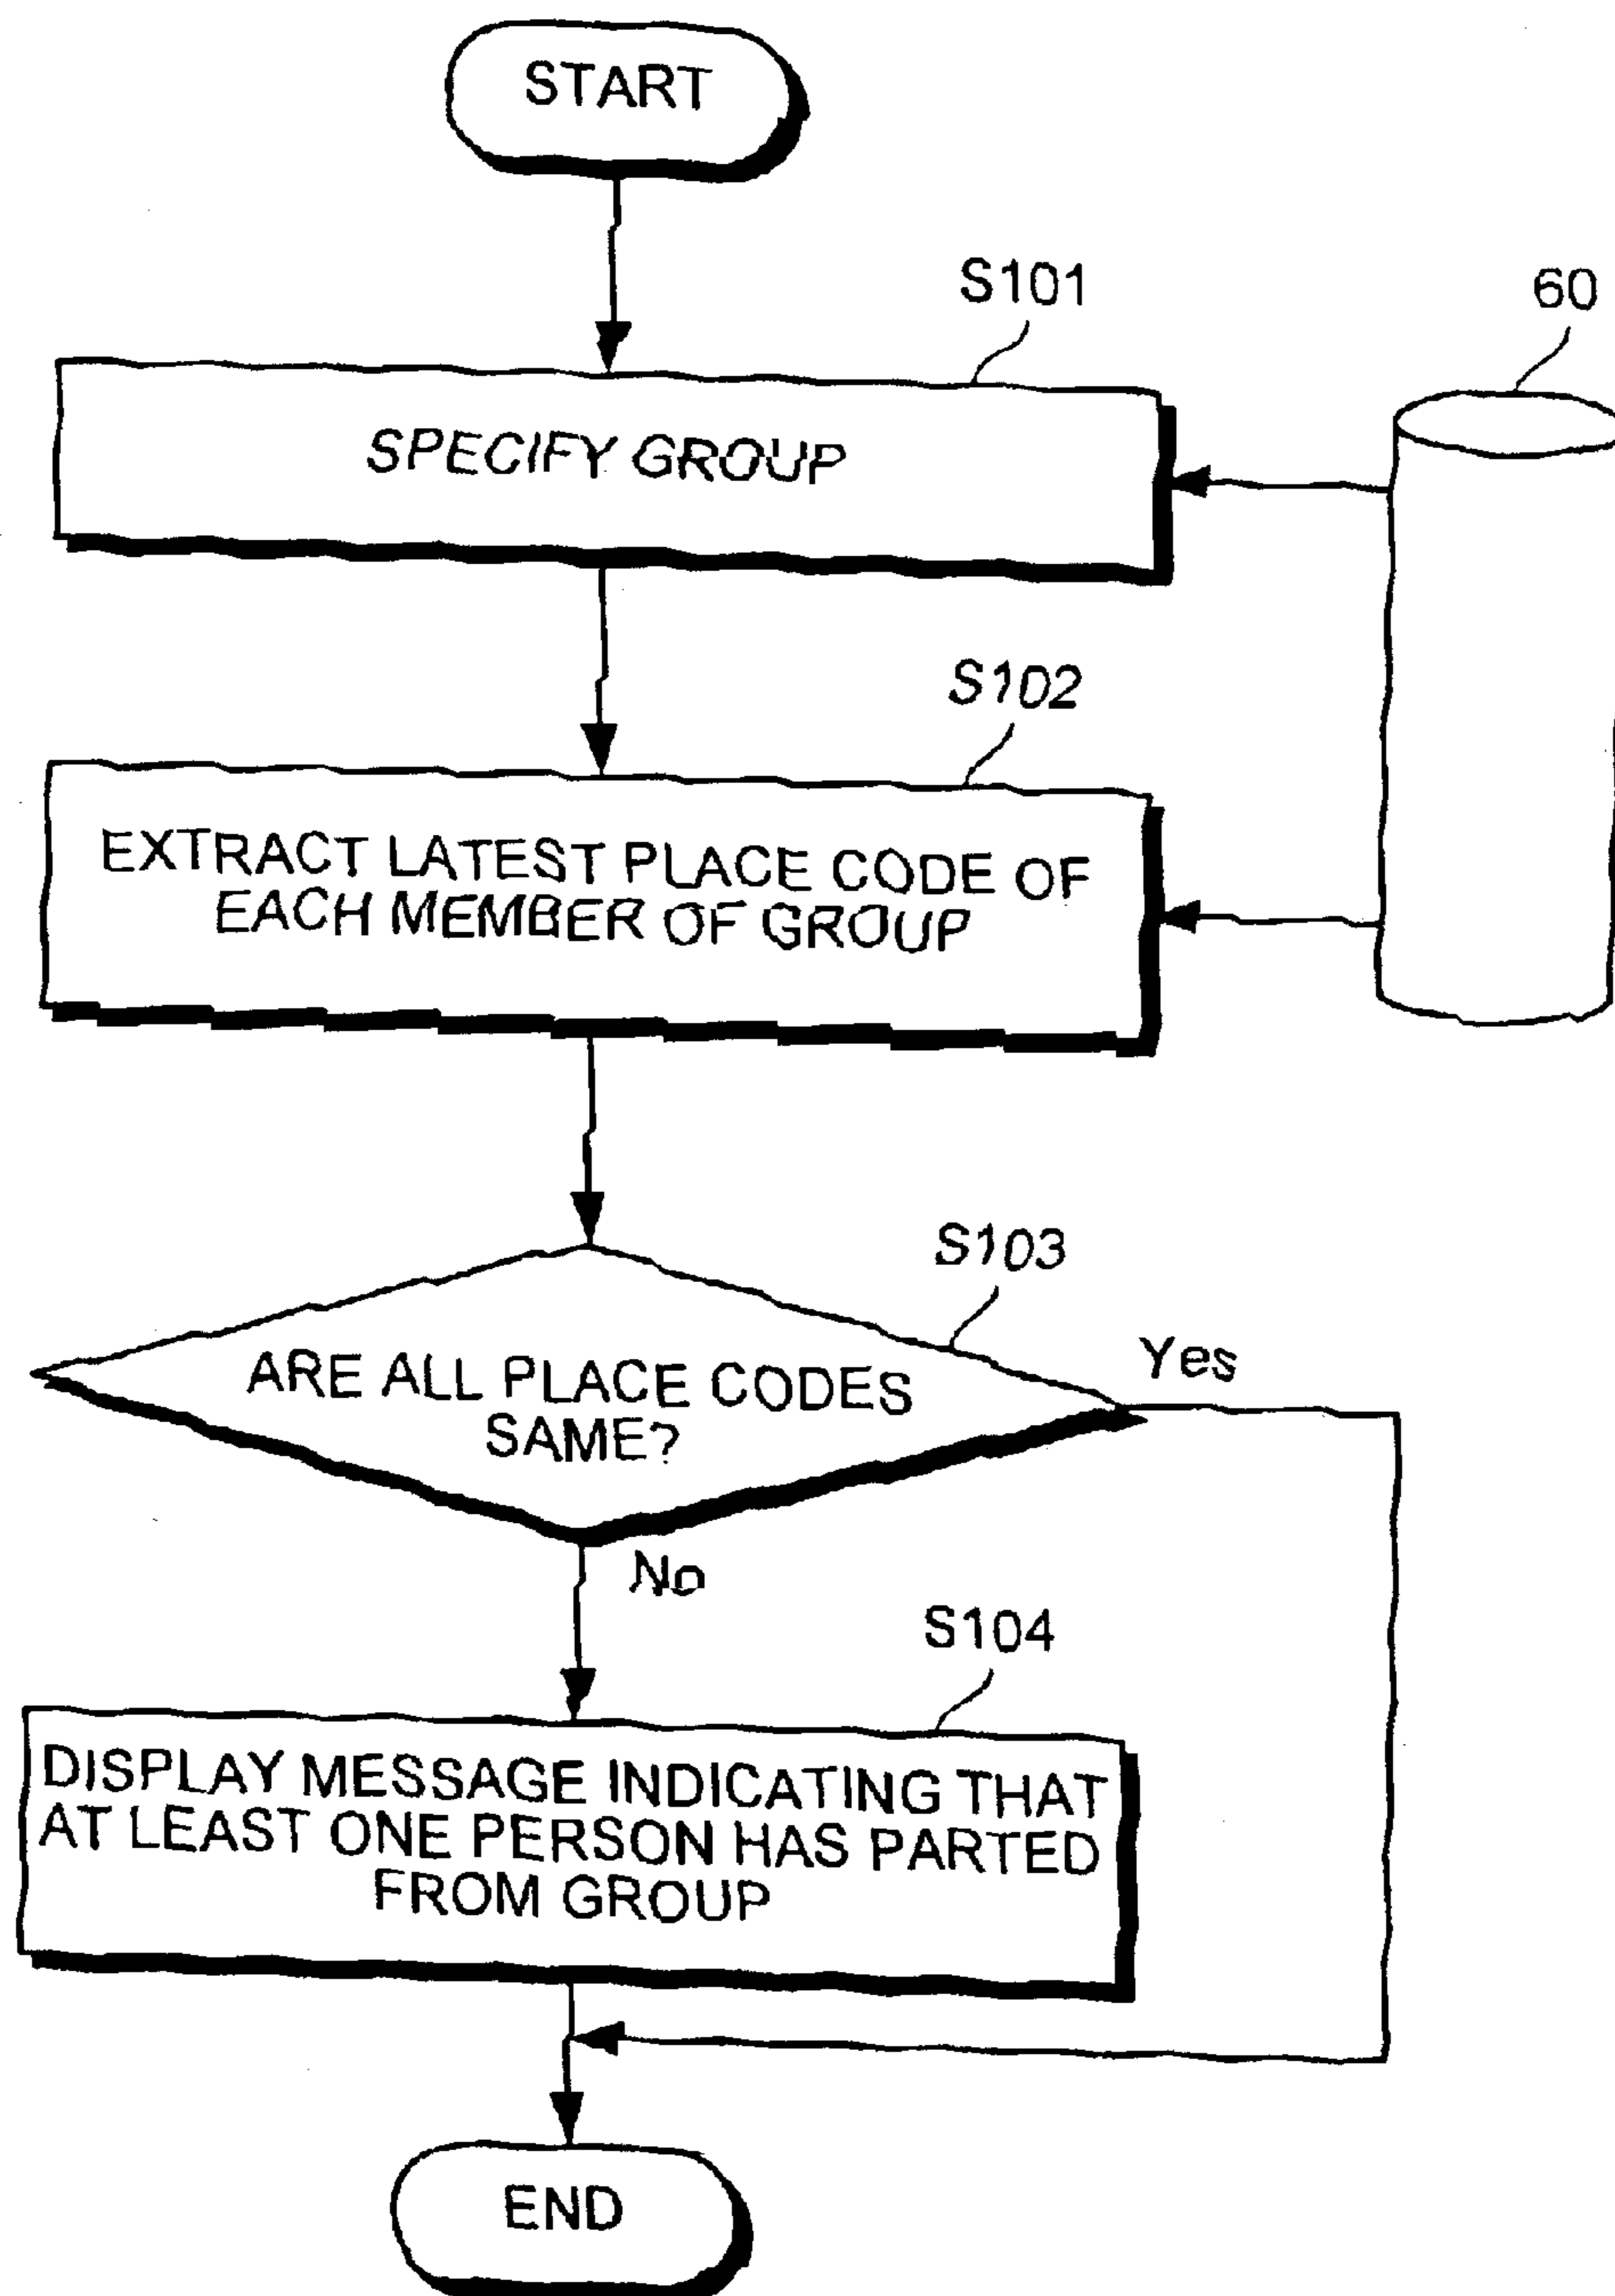 START
S101
60
SPECIFY GROUP
S102
EXTRACT LATEST PLACE CODE OF
EACH MEMBER OF GROUP
S103
ARE ALL PLACE CODES
SAME?
Yes
No
S104
DISPLAY MESSAGE INDICATING THAT
AT LEAST ONE PERSON HAS PARTED
FROM GROUP
END